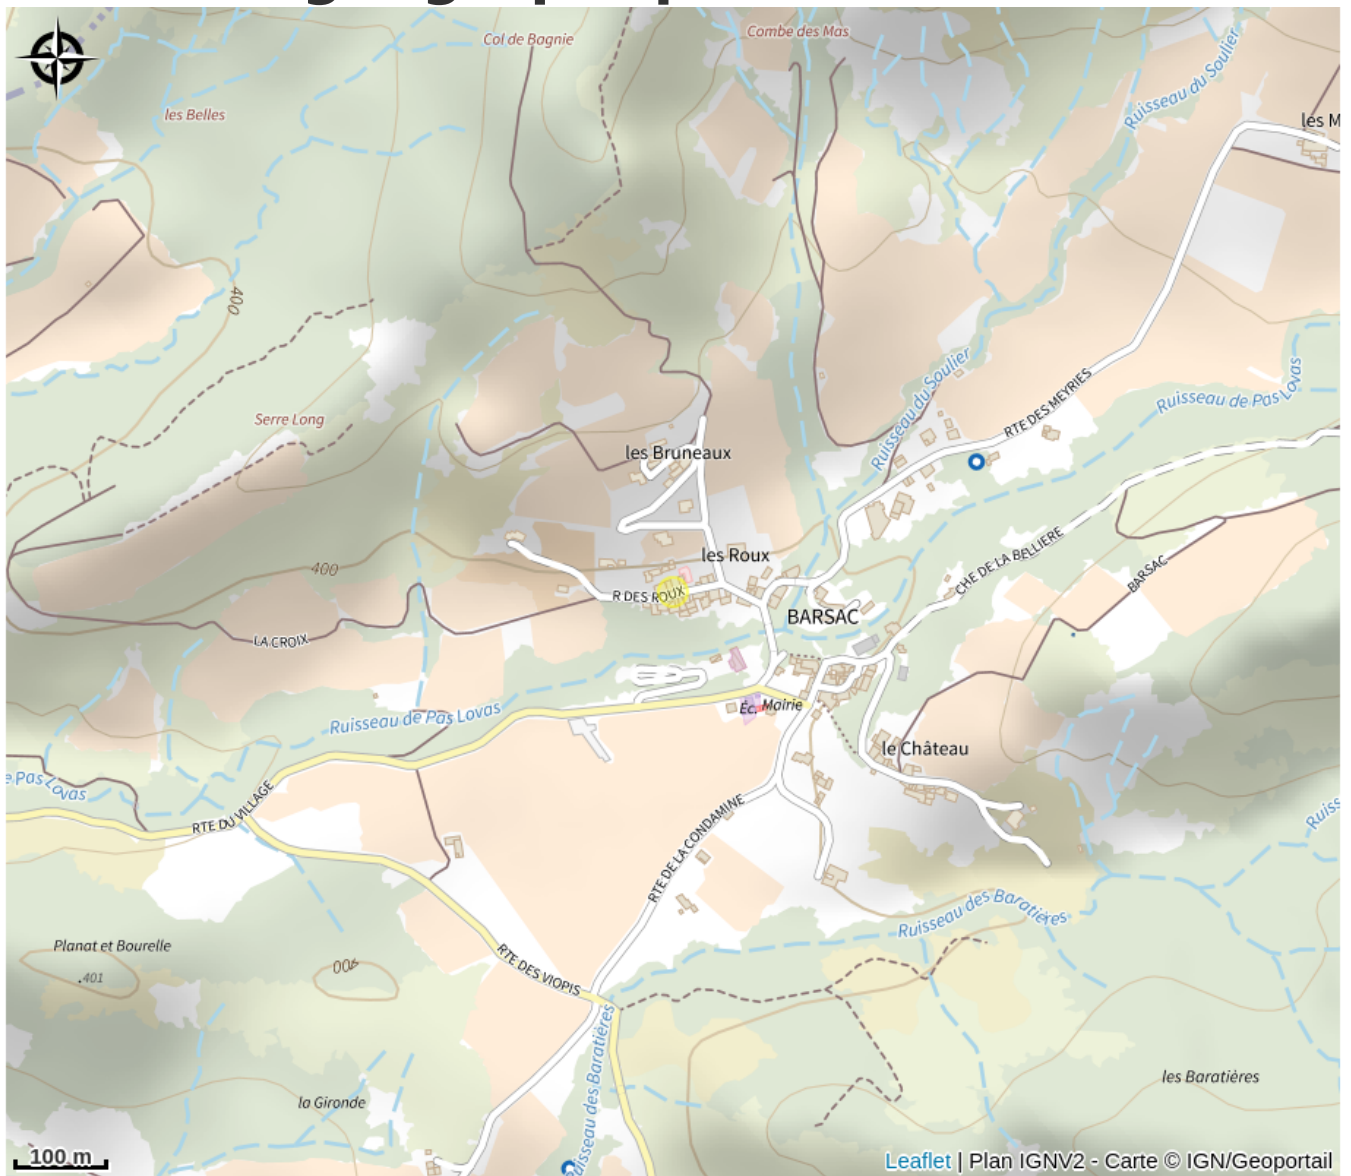 Col de Bagnie
Combe des Mas
Ruisseau du Soulier
les Belles
les M
400
Ruisseau de Pas Lovas
Ruisseau du Soulier
RTE DES MEYRIES
Serre Long
les Bruneaux
les Roux
CHE DE LA BELLIERE
400
BARSAC
R DES ROUX
BARSAC
LA CROIX
Ruisseau de Pas Lovas
Éc. Mairie
le Château
e Pas Lovas
RTE DU VILLAGE
RTE DE LA CONDAMINE
Ruiss
Ruisseau des Baratières
Planat et Bourelle
.401
400
RTE DES VIOPIS
Ruisseau des Baratières
les Baratières
la Gironde
100 m
Leaflet | Plan IGNV2 - Carte © IGN/Geoportail